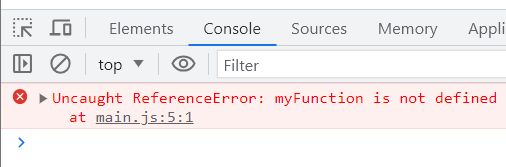 Elements Console Sources Memory Appli
top ▼ Filter
Uncaught ReferenceError: myFunction is not defined
at main.js:5:1